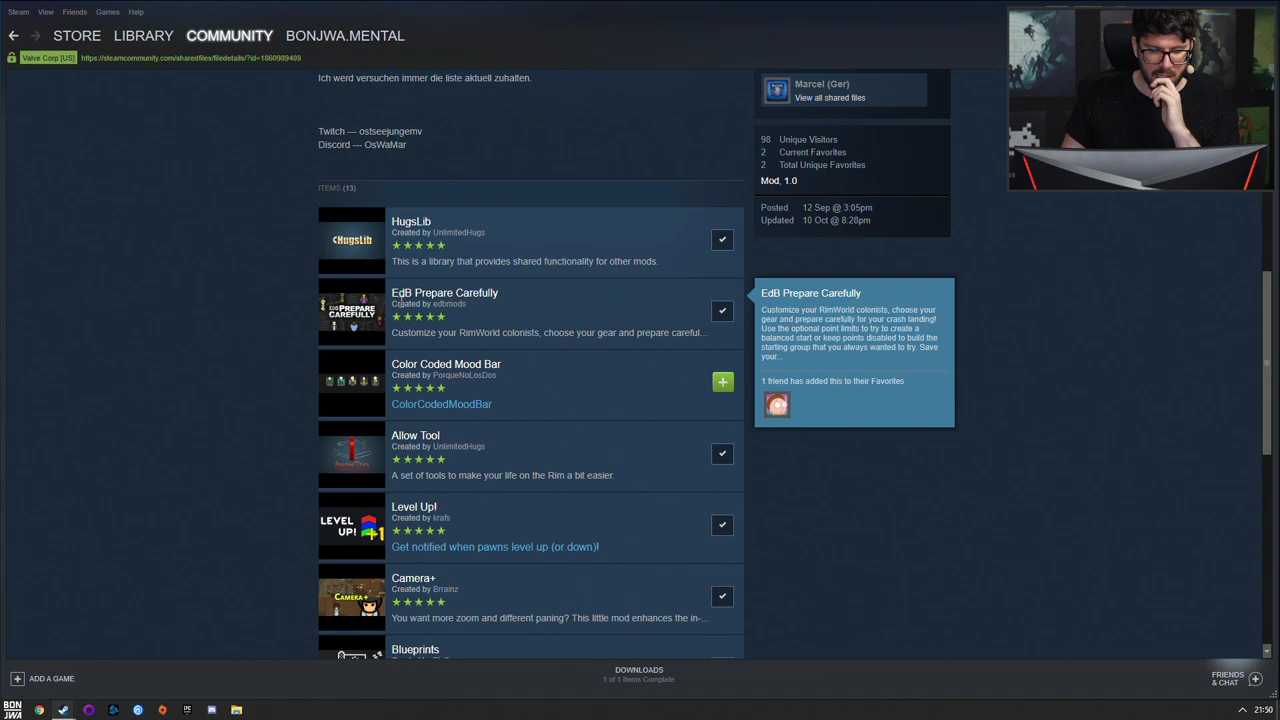 Steam View Friends Games Help
STORE LIBRARY COMMUNITY BONJWA.MENTAL
Valve Corp [US] https://steamcommunity.com/sharedfiles/filedetails/?id=1860989409
Ich werd versuchen immer die liste aktuell zuhalten.
Twitch --- ostseejungemv
Discord --- OsWaMar
Marcel (Ger)
View all shared files
98 Unique Visitors
2 Current Favorites
2 Total Unique Favorites
Mod, 1.0
Posted 12 Sep @ 3:05pm
Updated 10 Oct @ 8:28pm
ITEMS (13)
HugsLib
HugsLib
Created by UnlimitedHugs
This is a library that provides shared functionality for other mods.
EdB PREPARE CAREFULLY
EdB Prepare Carefully
Created by edbmods
Customize your RimWorld colonists, choose your gear and prepare careful...
EdB Prepare Carefully
Customize your RimWorld colonists, choose your
gear and prepare carefully for your crash landing!
Use the optional point limits to try to create a
balanced start or keep points disabled to build the
starting group that you always wanted to try. Save
your...
1 friend has added this to their Favorites
Color Coded Mood Bar
Created by PorqueNoLosDos
ColorCodedMoodBar
Allow Tool
Created by UnlimitedHugs
A set of tools to make your life on the Rim a bit easier.
LEVEL UP! +1
Level Up!
Created by krafs
Get notified when pawns level up (or down)!
CAMERA+
Camera+
Created by Brrainz
You want more zoom and different paning? This little mod enhances the in-...
Blueprints
ADD A GAME
DOWNLOADS
1 of 1 Items Complete
FRIENDS
& CHAT
BON
JWA
21:50